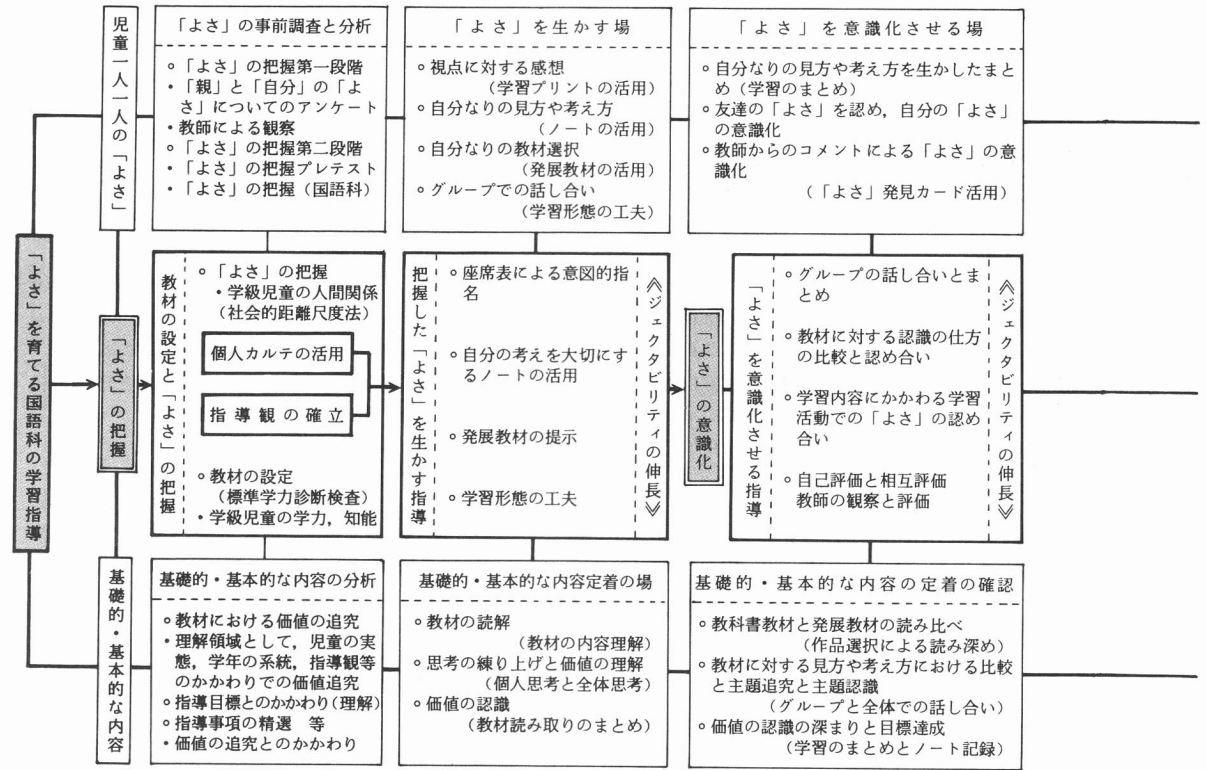 「よさ」を育てる国語科の学習指導
児童一人一人の「よさ」
「よさ」の把握
基礎的・基本的な内容
「よさ」の事前調査と分析
。「よさ」の把握第一段階
・「親」と「自分」の「よ
さ」についてのアンケート
・教師による観察
。「よさ」の把握第二段階
・「よさ」の把握プレテスト
・「よさ」の把握（国語科）
「よさ」を生かす場
。視点に対する感想
（学習プリントの活用）
。自分なりの見方や考え方
（ノートの活用）
。自分なりの教材選択
（発展教材の活用）
。グループでの話し合い
（学習形態の工夫）
「よさ」を意識化させる場
。自分なりの見方や考え方を生かしたまと
め（学習のまとめ）
。友達の「よさ」を認め，自分の「よさ」
の意識化
。教師からのコメントによる「よさ」の意
識化
（「よさ」発見カード活用）
教材の設定と「よさ」の把握
。「よさ」の把握
・学級児童の人間関係
（社会的距離尺度法）
個人カルテの活用
指導観の確立
。教材の設定
（標準学力診断検査）
・学級児童の学力，知能
把握した「よさ」を生かす指導
。座席表による意図的指
名
。自分の考えを大切にす
るノートの活用
。発展教材の提示
。学習形態の工夫
《ジェクタビリティの伸長》
「よさ」の意識化
「よさ」を意識化させる指導
。グループの話し合いとま
とめ
。教材に対する認識の仕方
の比較と認め合い
。学習内容にかかわる学習
活動での「よさ」の認め
合い
。自己評価と相互評価
教師の観察と評価
《ジェクタビリティの伸長》
基礎的・基本的な内容の分析
。教材における価値の追究
・理解領域として，児童の実
態，学年の系統，指導観等
のかかわりでの価値追究
。指導目標とのかかわり（理解）
・指導事項の精選　等
・価値の追究とのかかわり
基礎的・基本的な内容定着の場
。教材の読解
（教材の内容理解）
。思考の練り上げと価値の理解
（個人思考と全体思考）
。価値の認識
（教材読み取りのまとめ）
基礎的・基本的な内容の定着の確認
。教科書教材と発展教材の読み比べ
（作品選択による読み深め）
。教材に対する見方や考え方における比較
と主題追究と主題認識
（グループと全体での話し合い）
。価値の認識の深まりと目標達成
（学習のまとめとノート記録）